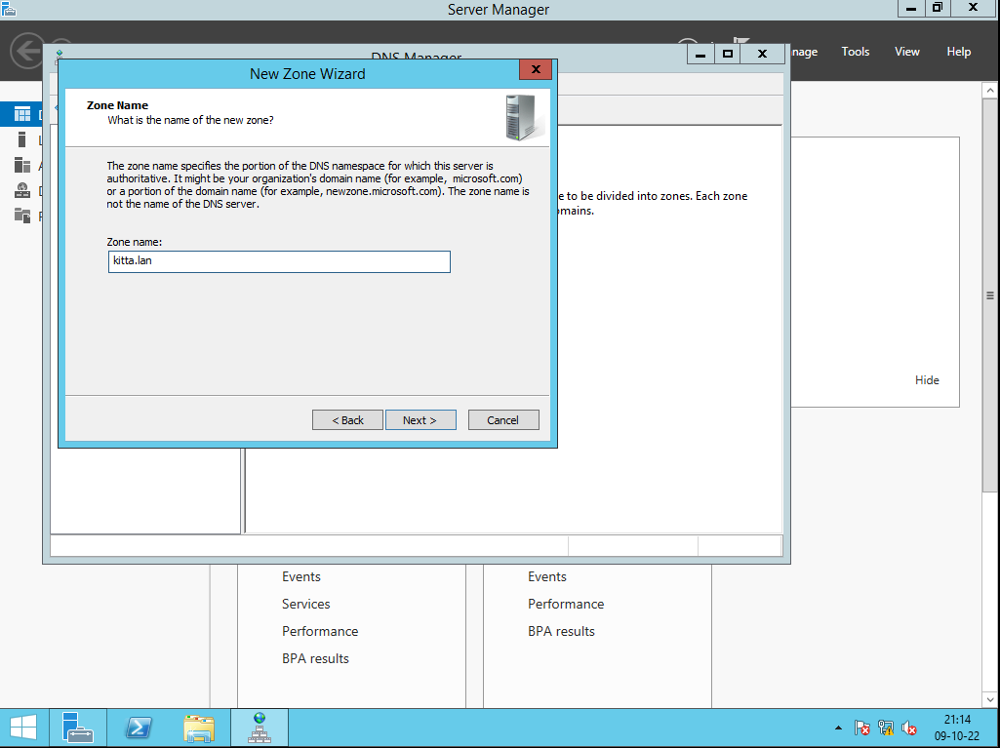 Server Manager
DNS Manager
Tools
View
Help
New Zone Wizard
Zone Name
What is the name of the new zone?
The zone name specifies the portion of the DNS namespace for which this server is
authoritative. It might be your organization's domain name (for example, microsoft.com)
or a portion of the domain name (for example, newzone.microsoft.com). The zone name is
not the name of the DNS server.
e to be divided into zones. Each zone
Zone name:
kitta.lan
Hide
< Back
Next >
Cancel
Events
Services
Performance
BPA results
Events
Performance
BPA results
21:14
09-10-22